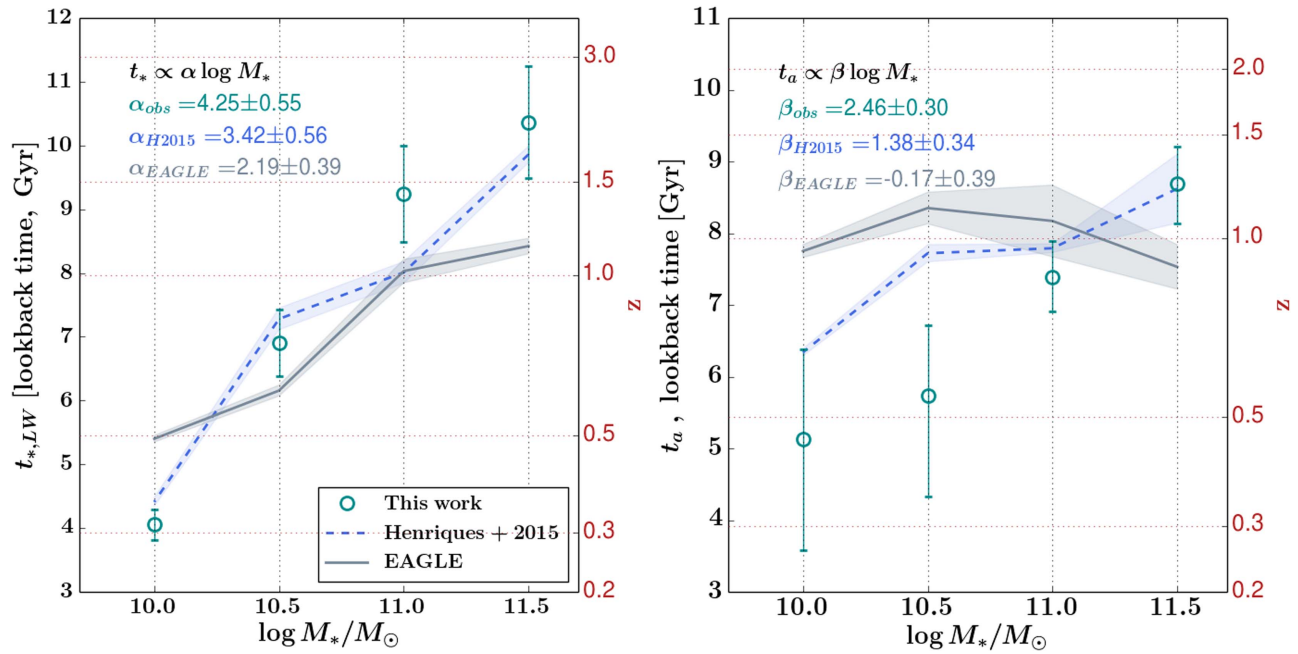 12
11
10
9
8
7
6
5
4
3
t*,LW [lookback time, Gyr]
t* ∝ α log M*
αobs =4.25±0.55
αH2015 =3.42±0.56
αEAGLE =2.19±0.39
This work
Henriques + 2015
EAGLE
10.0 10.5 11.0 11.5
log M*/M⊙
3.0
1.5
1.0
0.5
0.3
0.2
z
11
10
9
8
7
6
5
4
3
ta , lookback time [Gyr]
ta ∝ β log M*
βobs =2.46±0.30
βH2015 =1.38±0.34
βEAGLE =-0.17±0.39
10.0 10.5 11.0 11.5
log M*/M⊙
2.0
1.5
1.0
0.5
0.3
0.2
z